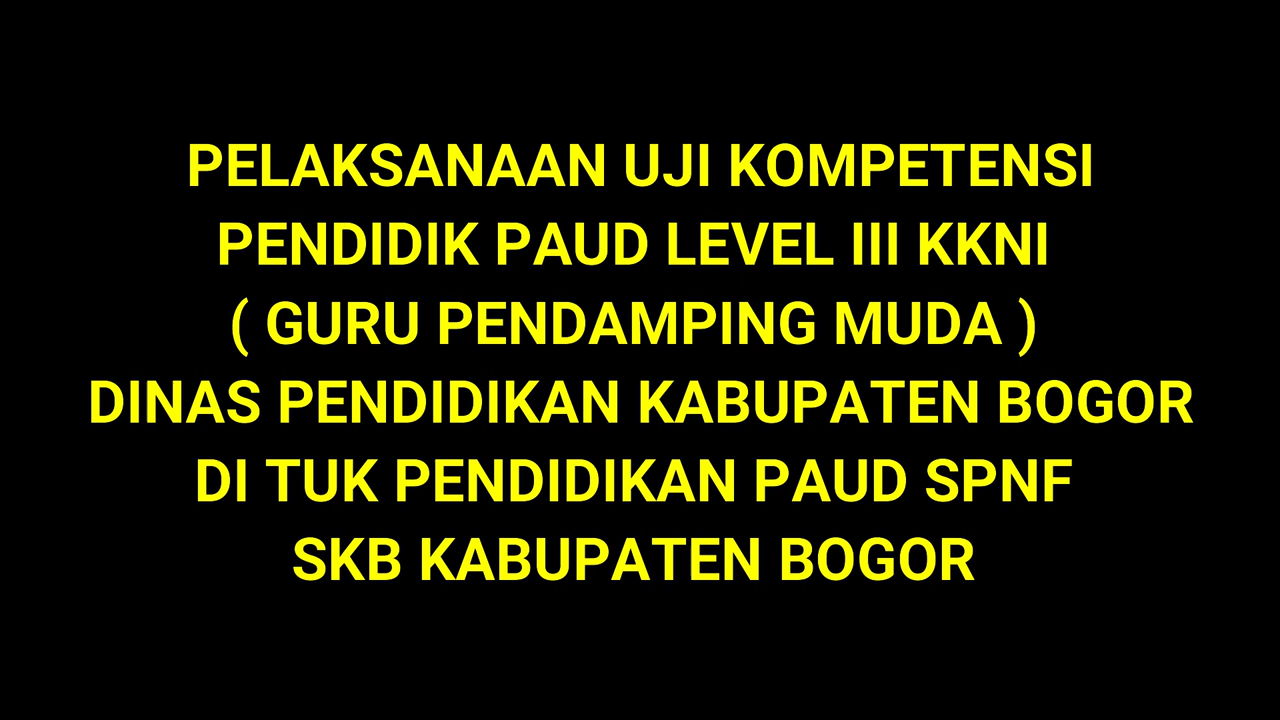 PELAKSANAAN UJI KOMPETENSI
PENDIDIK PAUD LEVEL III KKNI
( GURU PENDAMPING MUDA )
DINAS PENDIDIKAN KABUPATEN BOGOR
DI TUK PENDIDIKAN PAUD SPNF
SKB KABUPATEN BOGOR